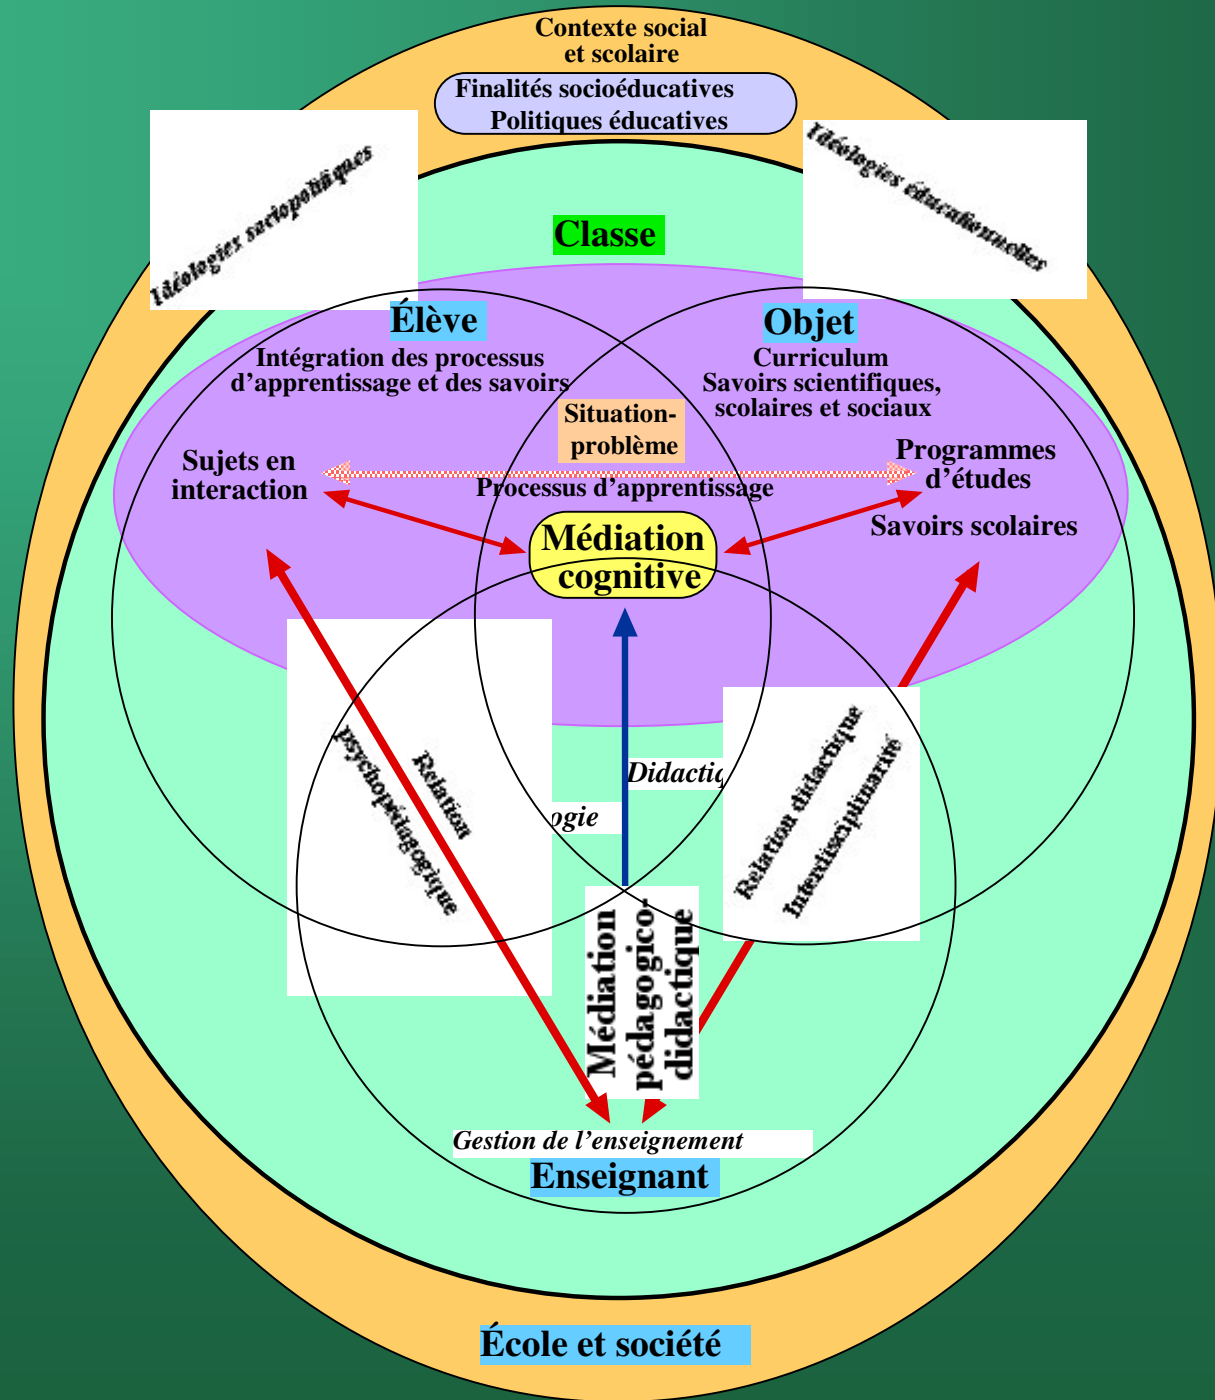 Contexte social
et scolaire
Finalités socioéducatives
Politiques éducatives
Idéologies sociopolitiques
Idéologies éducationnelles
Classe
Élève
Objet
Intégration des processus
d'apprentissage et des savoirs
Curriculum
Savoirs scientifiques,
scolaires et sociaux
Situation-
problème
Sujets en
interaction
Programmes
d'études
Processus d'apprentissage
Savoirs scolaires
Médiation
cognitive
Relation
psychopédagogique
Didactiq
ogie
Relation didactique
Interdisciplinarité
Médiation
pédagogico-
didactique
Gestion de l'enseignement
Enseignant
École et société